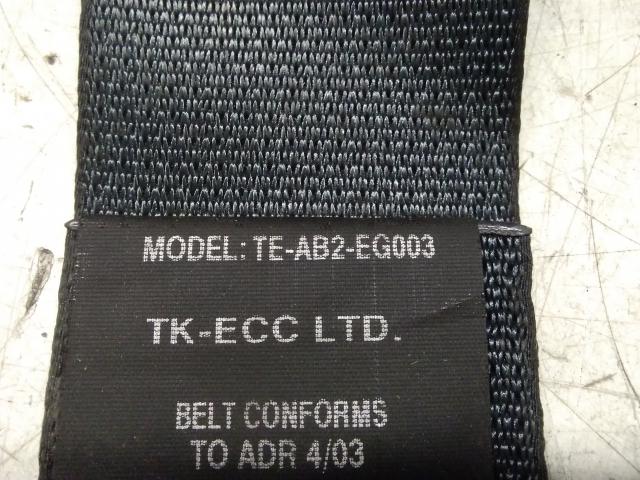 MODEL: TE-AB2-EG003
TK-ECC LTD.
BELT CONFORMS
TO ADR 4/03